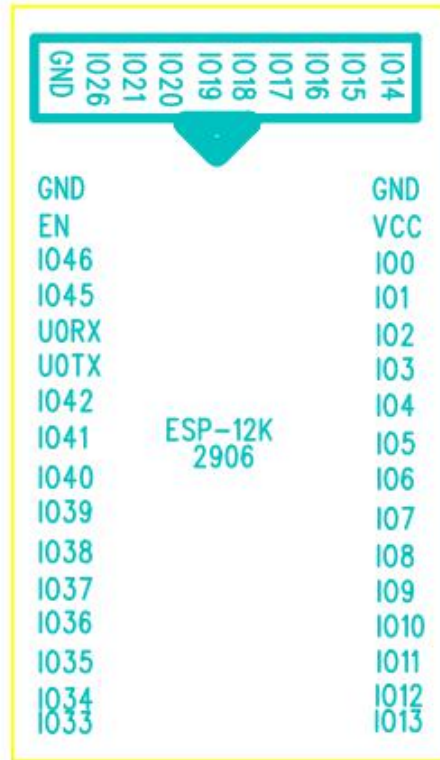 GND IO26 IO21 IO20 IO19 IO18 IO17 IO16 IO15 IO14
GND GND
EN VCC
IO46 IO0
IO45 IO1
U0RX IO2
U0TX IO3
IO42 IO4
IO41 IO5
ESP-12K
2906
IO40 IO6
IO39 IO7
IO38 IO8
IO37 IO9
IO36 IO10
IO35 IO11
IO34 IO12
IO33 IO13